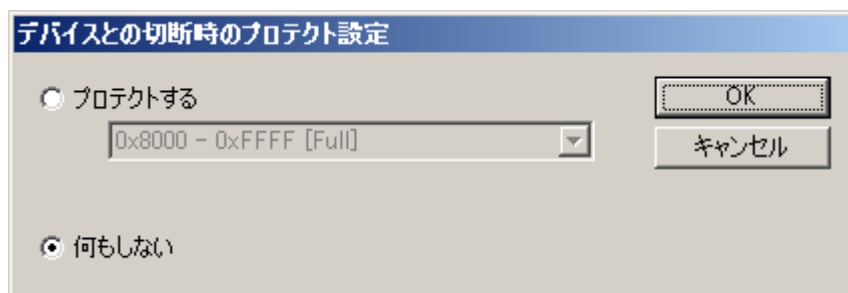 デバイスとの切断時のプロテクト設定
プロテクトする
OK
0x8000 - 0xFFFF [Full]
キャンセル
何もしない